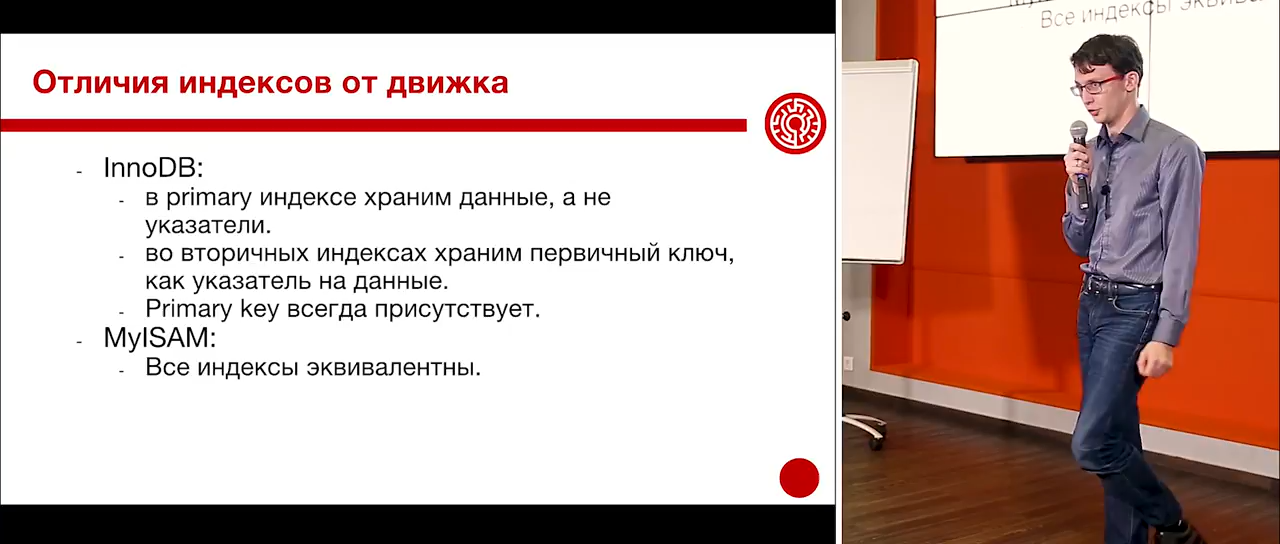 Отличия индексов от движка
- InnoDB:
- в primary индексе храним данные, а не
указатели.
- во вторичных индексах храним первичный ключ,
как указатель на данные.
- Primary key всегда присутствует.
- MyISAM:
- Все индексы эквивалентны.
Все индексы